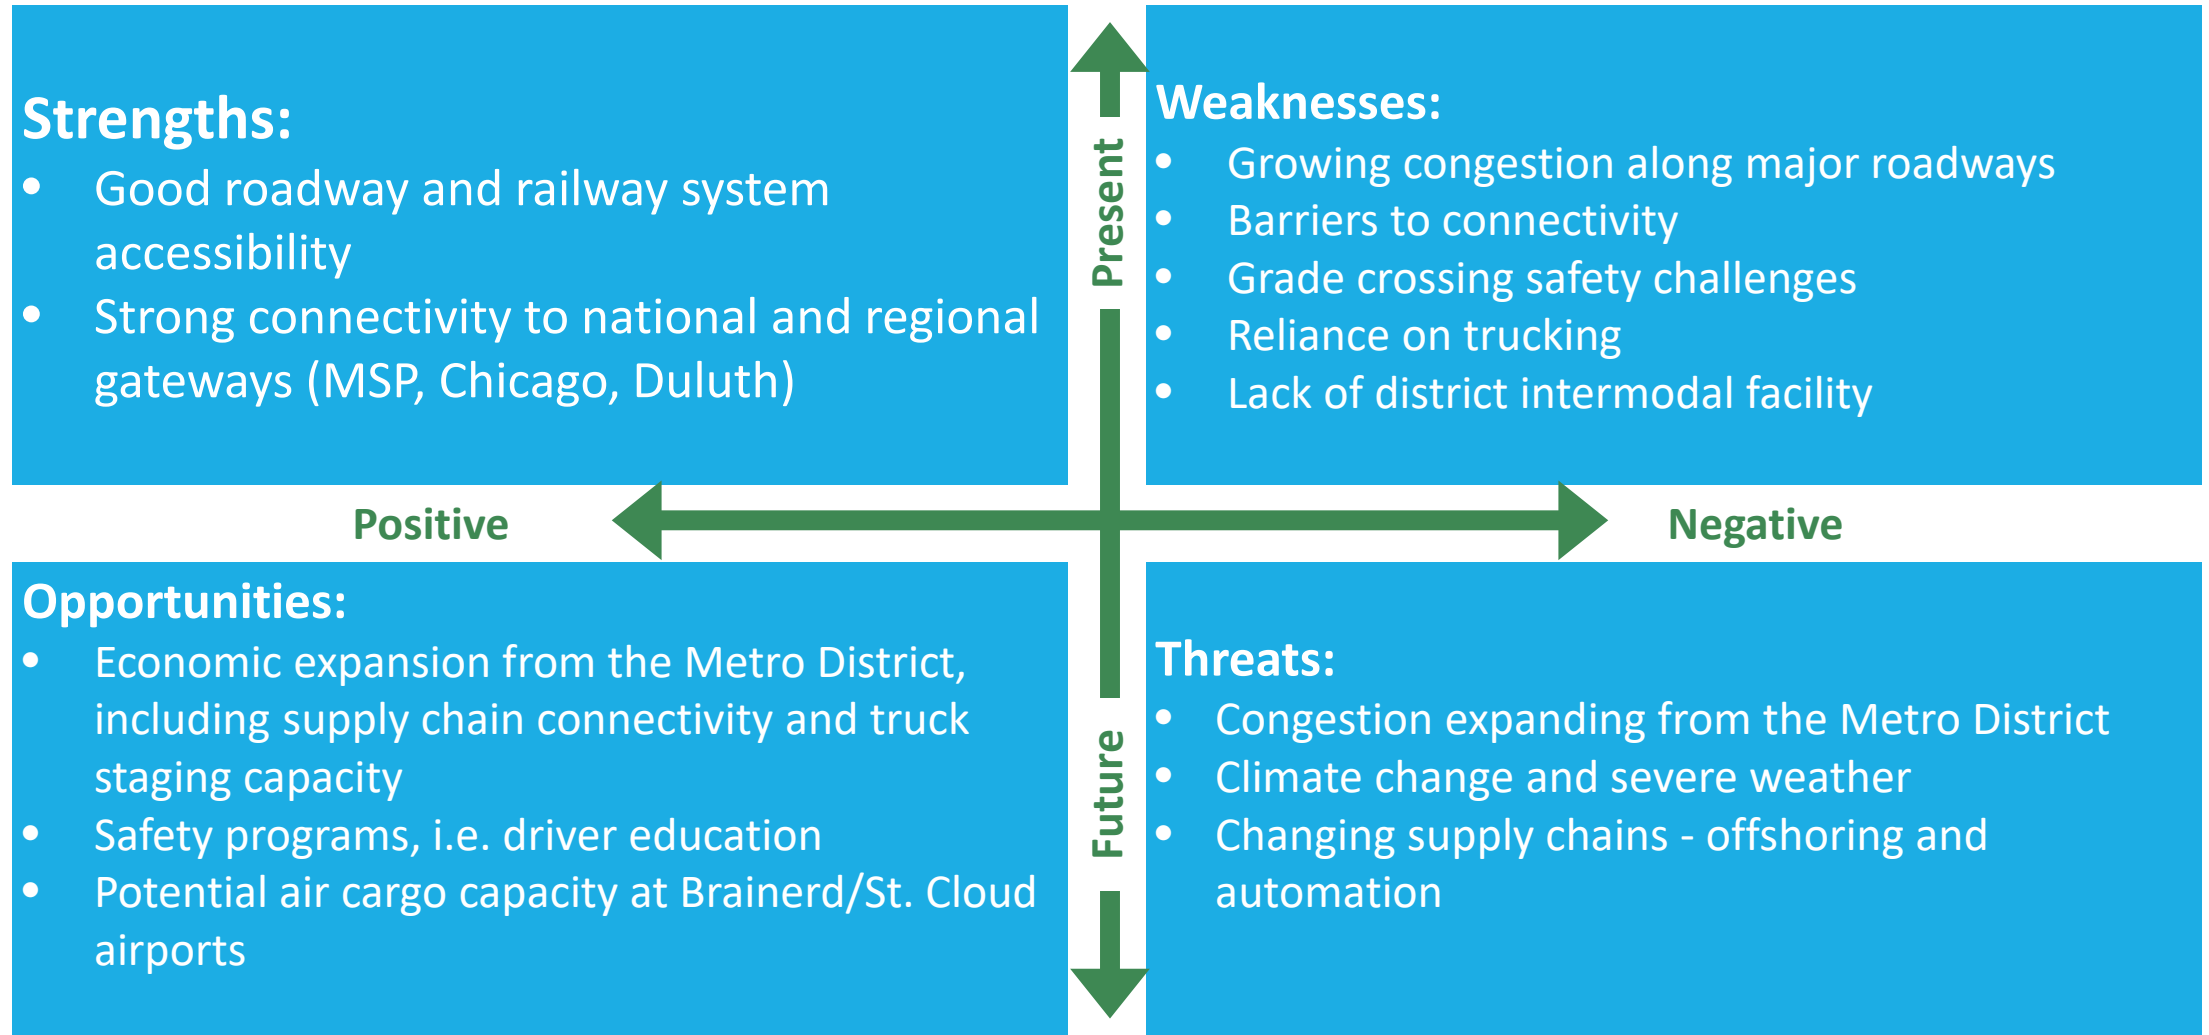 Strengths:
• Good roadway and railway system
accessibility
• Strong connectivity to national and regional
gateways (MSP, Chicago, Duluth)
Present
Weaknesses:
• Growing congestion along major roadways
• Barriers to connectivity
• Grade crossing safety challenges
• Reliance on trucking
• Lack of district intermodal facility
Positive
Negative
Opportunities:
• Economic expansion from the Metro District,
including supply chain connectivity and truck
staging capacity
• Safety programs, i.e. driver education
• Potential air cargo capacity at Brainerd/St. Cloud
airports
Future
Threats:
• Congestion expanding from the Metro District
• Climate change and severe weather
• Changing supply chains - offshoring and
automation